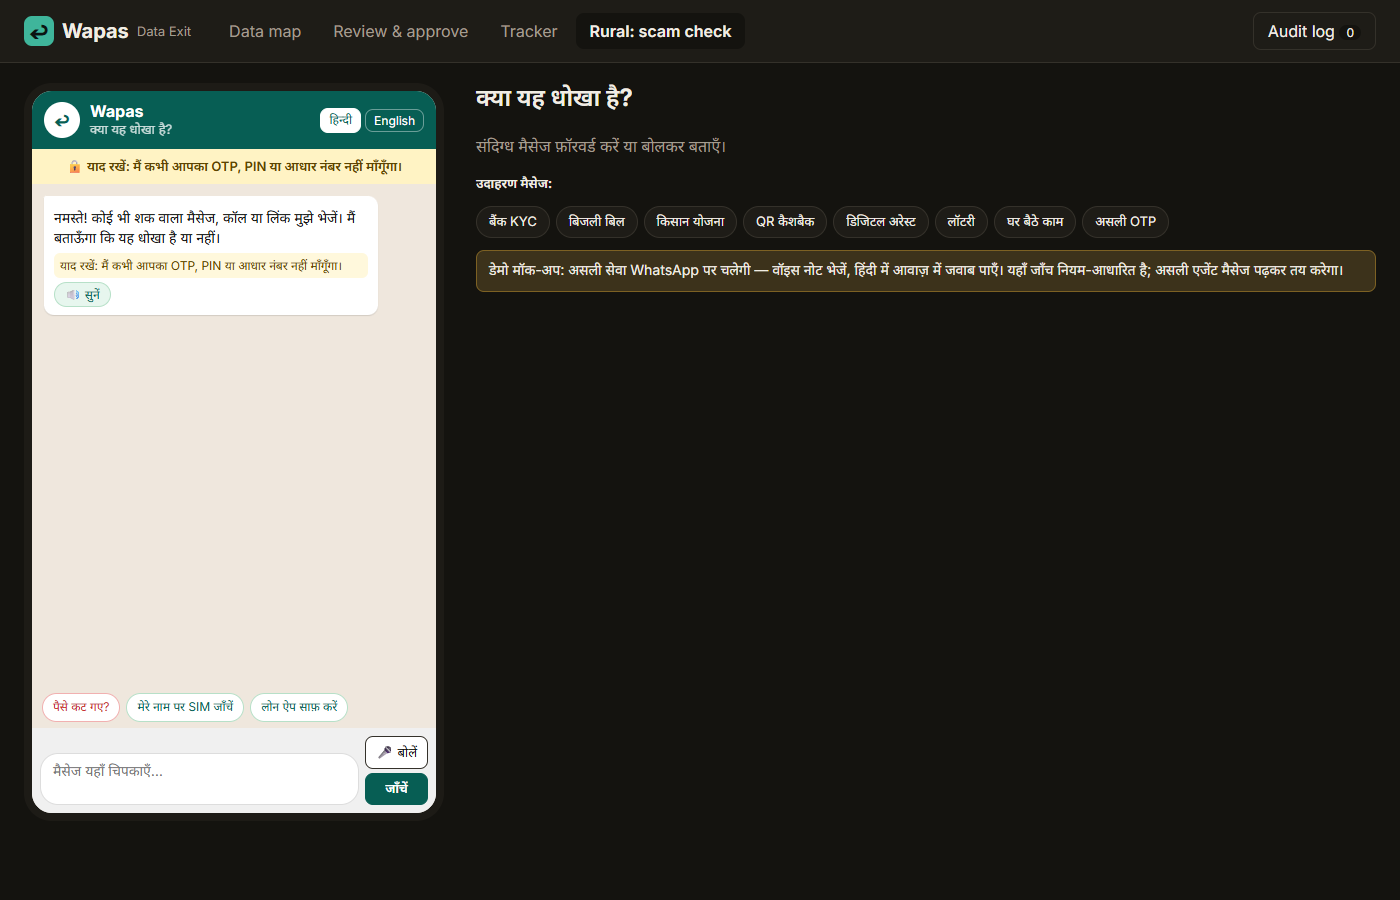 Wapas Data Exit Data map Review & approve Tracker Rural: scam check Audit log 0
Wapas
क्या यह धोखा है?
हिन्दी English
याद रखें: मैं कभी आपका OTP, PIN या आधार नंबर नहीं माँगूँगा।
नमस्ते! कोई भी शक वाला मैसेज, कॉल या लिंक मुझे भेजें। मैं
बताऊँगा कि यह धोखा है या नहीं।
याद रखें: मैं कभी आपका OTP, PIN या आधार नंबर नहीं माँगूँगा।
सुनें
पैसे कट गए? मेरे नाम पर SIM जाँचें लोन ऐप साफ़ करें
मैसेज यहाँ चिपकाएँ...
बोलें
जाँचें
क्या यह धोखा है?
संदिग्ध मैसेज फ़ॉरवर्ड करें या बोलकर बताएँ।
उदाहरण मैसेज:
बैंक KYC बिजली बिल किसान योजना QR कैशबैक डिजिटल अरेस्ट लॉटरी घर बैठे काम असली OTP
डेमो मॉक-अप: असली सेवा WhatsApp पर चलेगी — वॉइस नोट भेजें, हिंदी में आवाज़ में जवाब पाएँ। यहाँ जाँच नियम-आधारित है; असली एजेंट मैसेज पढ़कर तय करेगा।